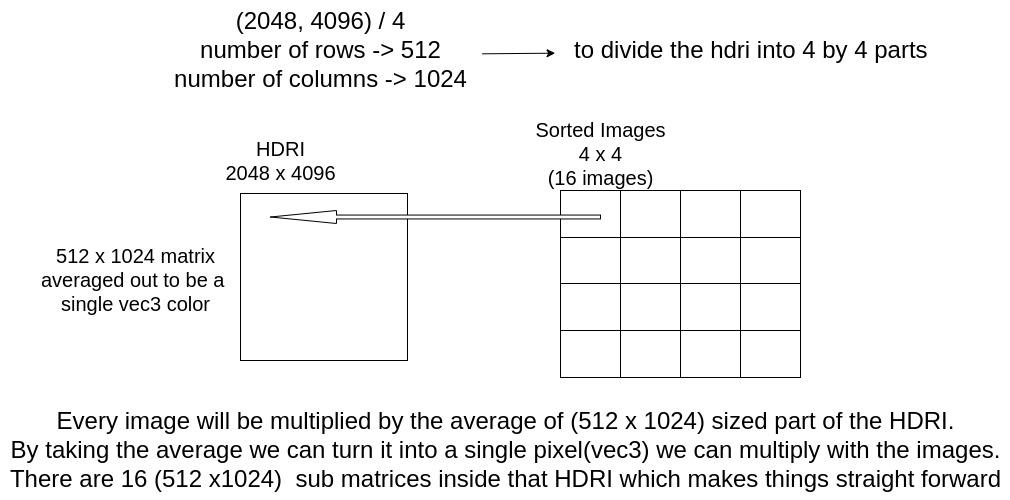 (2048, 4096) / 4
number of rows -> 512
number of columns -> 1024
to divide the hdri into 4 by 4 parts
HDRI
2048 x 4096
Sorted Images
4 x 4
(16 images)
512 x 1024 matrix
averaged out to be a
single vec3 color
Every image will be multiplied by the average of (512 x 1024) sized part of the HDRI.
By taking the average we can turn it into a single pixel(vec3) we can multiply with the images.
There are 16 (512 x1024)  sub matrices inside that HDRI which makes things straight forward